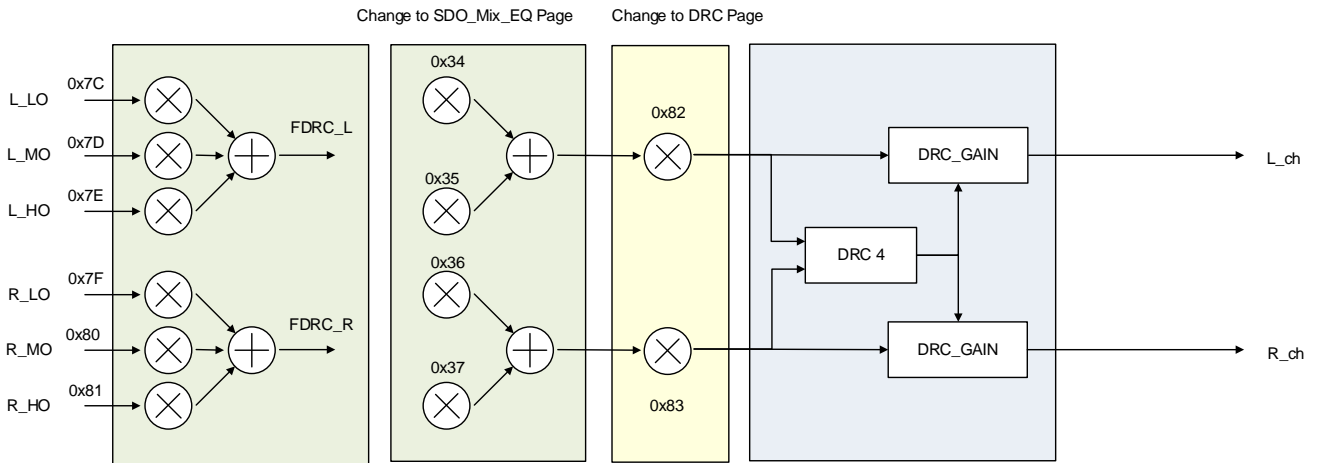 Change to SDO_Mix_EQ Page
Change to DRC Page
L_LO
0x7C
L_MO
0x7D
L_HO
0x7E
FDRC_L
R_LO
0x7F
R_MO
0x80
R_HO
0x81
FDRC_R
0x34
0x35
0x36
0x37
0x82
0x83
DRC_GAIN
DRC 4
DRC_GAIN
L_ch
R_ch